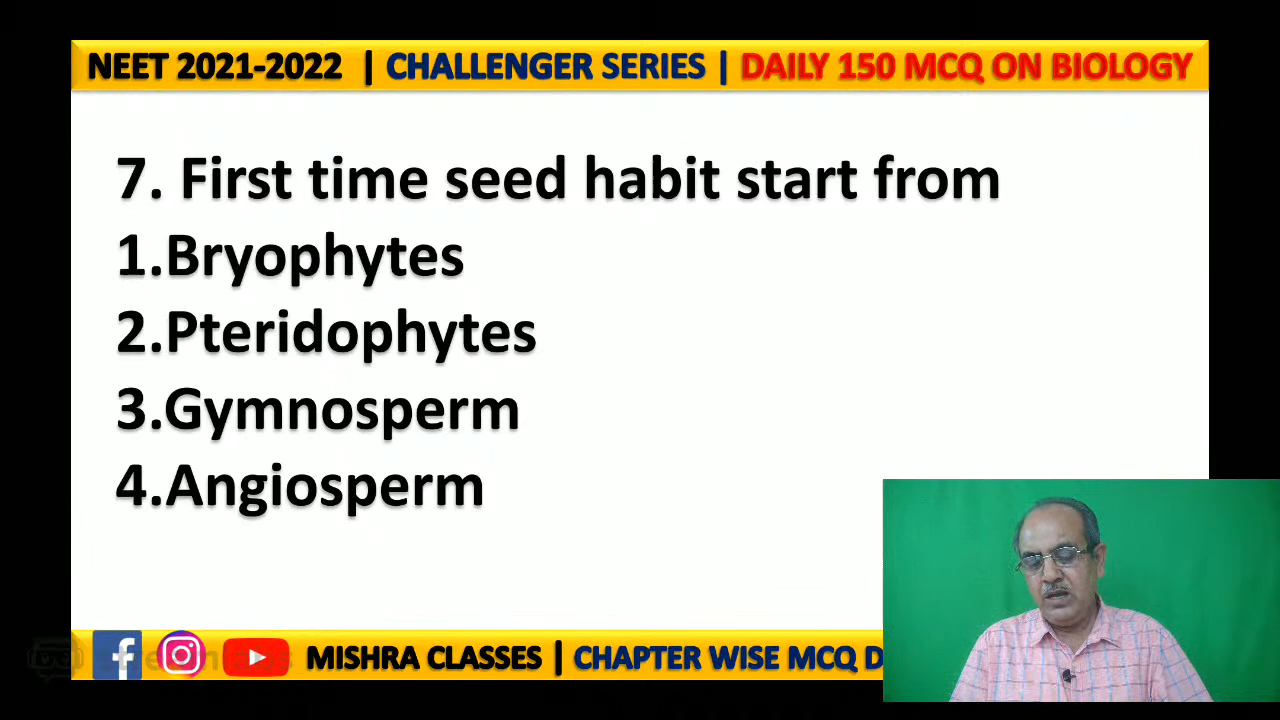 NEET 2021-2022 | CHALLENGER SERIES | DAILY 150 MCQ ON BIOLOGY
7. First time seed habit start from
1.Bryophytes
2.Pteridophytes
3.Gymnosperm
4.Angiosperm
MISHRA CLASSES | CHAPTER WISE MCQ D